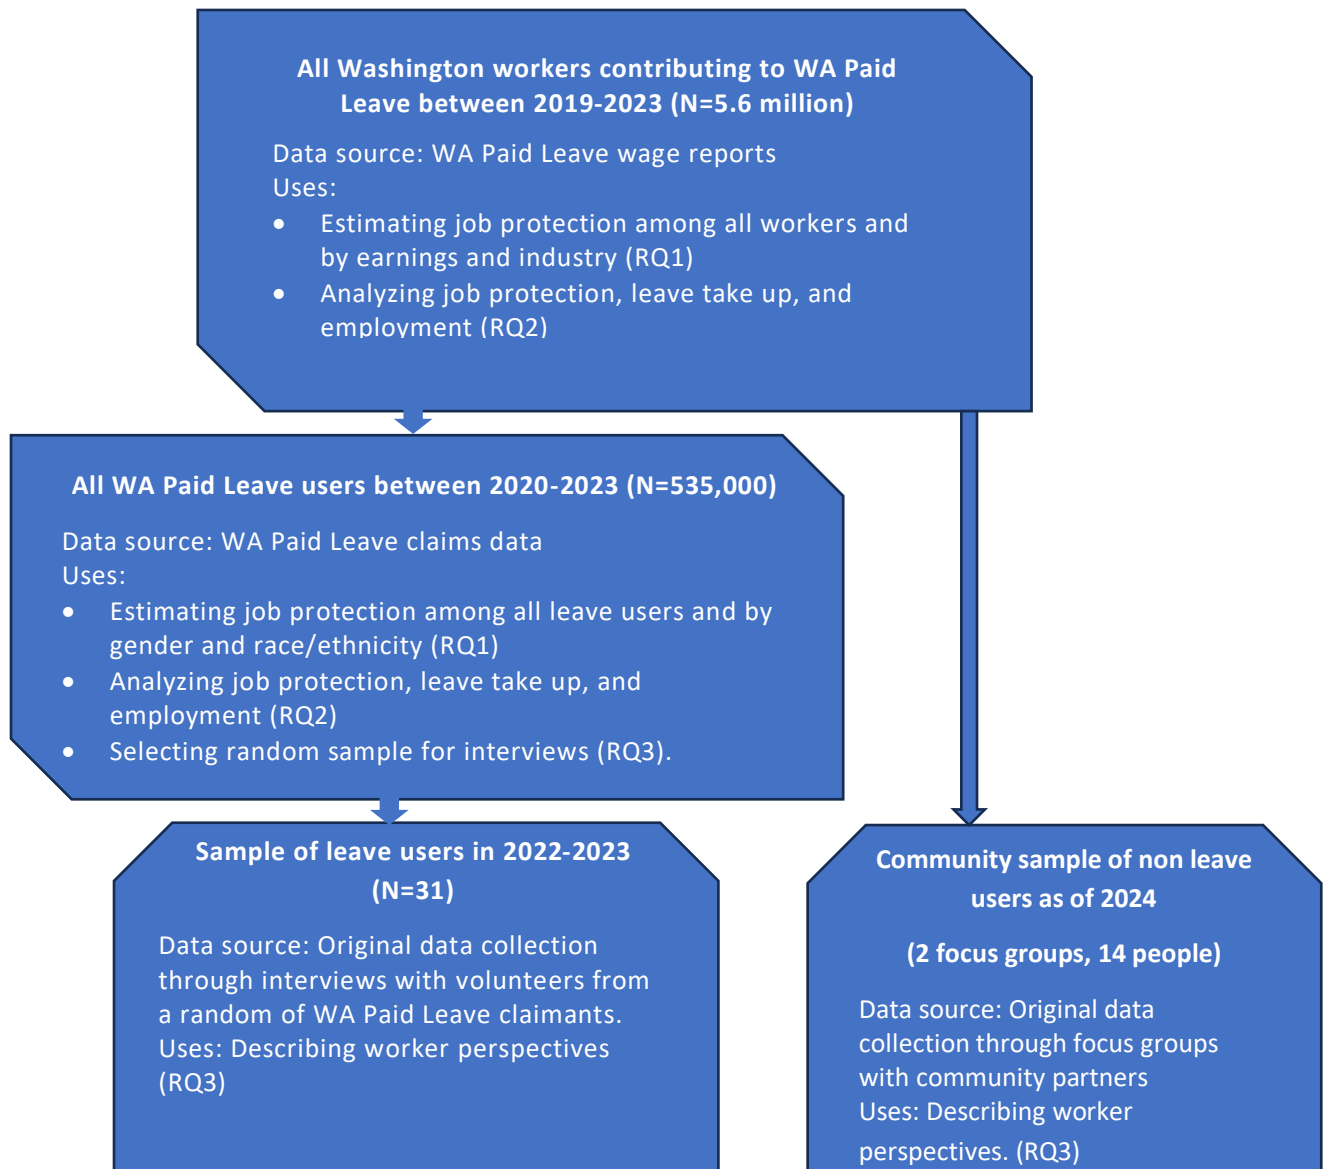 All Washington workers contributing to WA Paid
Leave between 2019-2023 (N=5.6 million)
Data source: WA Paid Leave wage reports
Uses:
• Estimating job protection among all workers and
by earnings and industry (RQ1)
• Analyzing job protection, leave take up, and
employment (RQ2)
All WA Paid Leave users between 2020-2023 (N=535,000)
Data source: WA Paid Leave claims data
Uses:
• Estimating job protection among all leave users and by
gender and race/ethnicity (RQ1)
• Analyzing job protection, leave take up, and
employment (RQ2)
• Selecting random sample for interviews (RQ3).
Sample of leave users in 2022-2023
(N=31)
Data source: Original data collection
through interviews with volunteers from
a random of WA Paid Leave claimants.
Uses: Describing worker perspectives
(RQ3)
Community sample of non leave
users as of 2024
(2 focus groups, 14 people)
Data source: Original data
collection through focus groups
with community partners
Uses: Describing worker
perspectives. (RQ3)